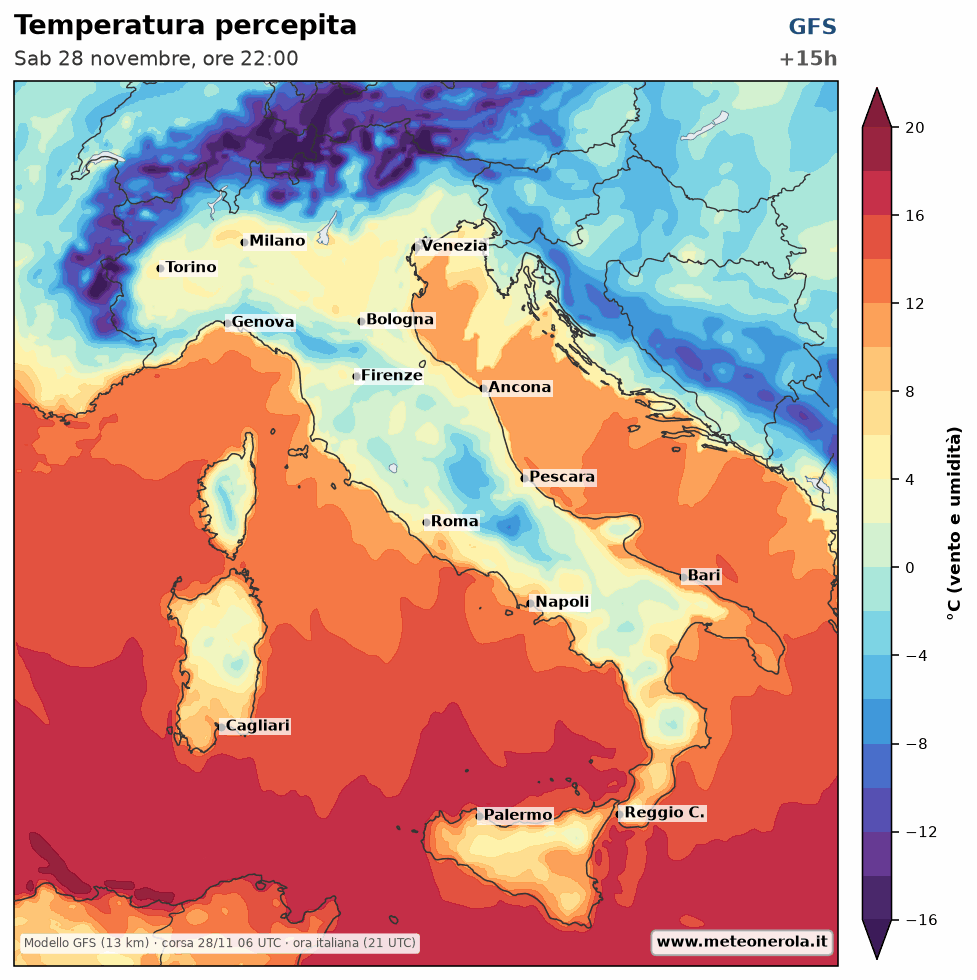 Temperatura percepita
GFS
Sab 28 novembre, ore 22:00
+15h
Milano
Venezia
Torino
Genova
Bologna
Firenze
Ancona
Pescara
Roma
Bari
Napoli
Cagliari
Palermo
Reggio C.
20
16
12
8
4
0
−4
−8
−12
−16
°C (vento e umidità)
Modello GFS (13 km) · corsa 28/11 06 UTC · ora italiana (21 UTC)
www.meteonerola.it